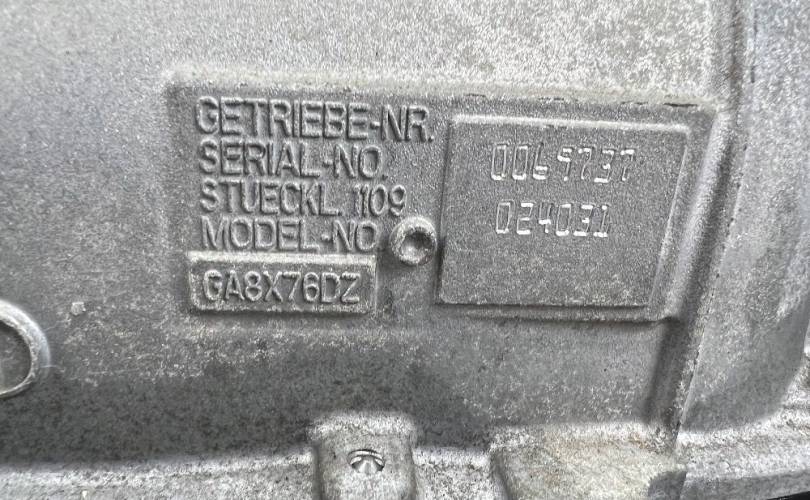 GETRIEBE-NR.
SERIAL-NO.
STUECKL. 1109
MODEL-NO
GA8X76DZ
0069737
024031